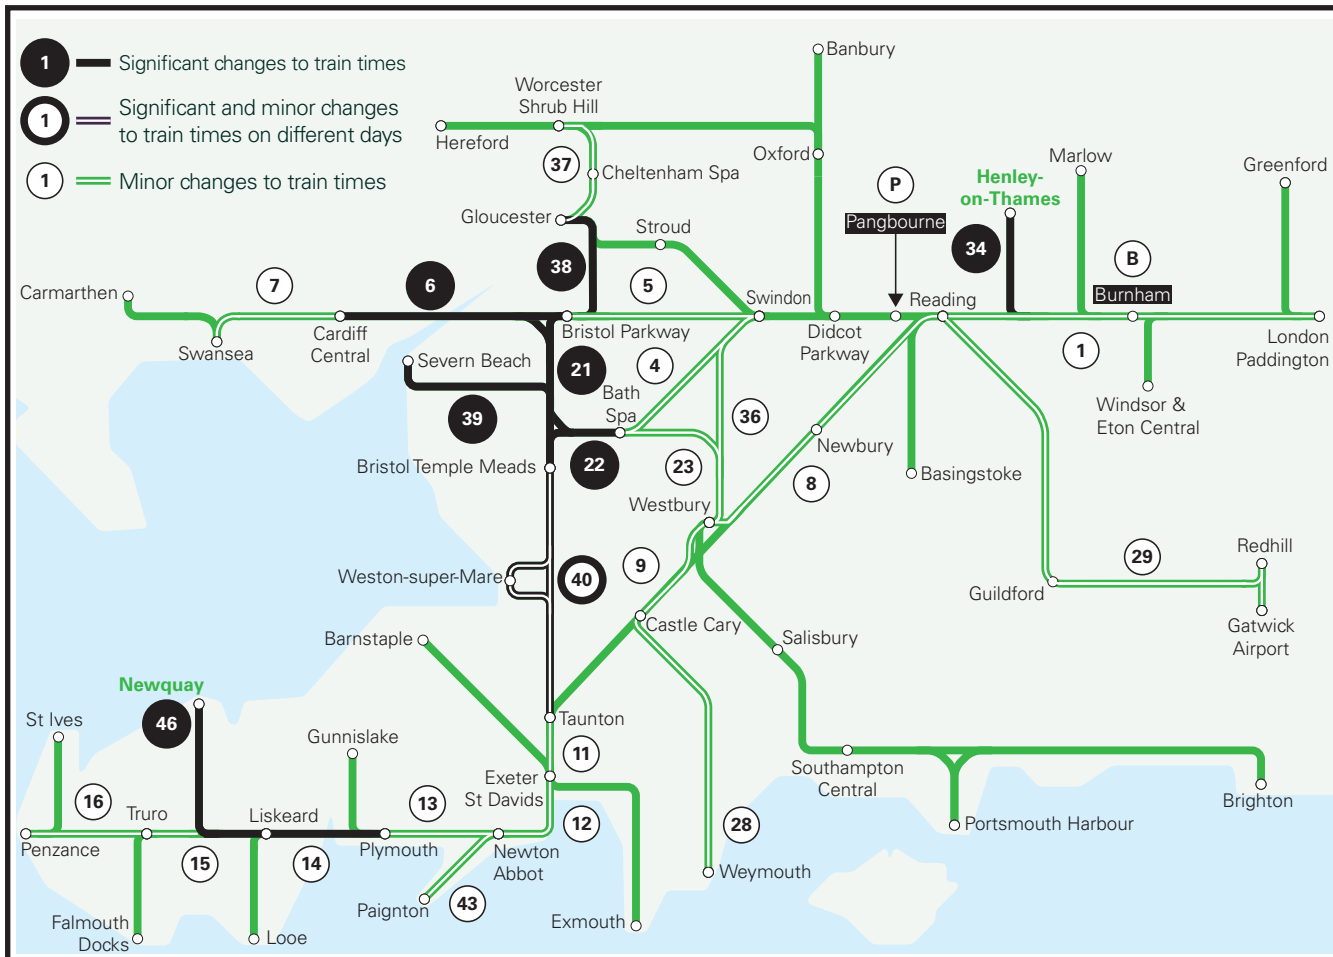 1 Significant changes to train times
1 Significant and minor changes
to train times on different days
1 Minor changes to train times
Banbury
Worcester
Shrub Hill
Hereford
Oxford
37
Cheltenham Spa
Gloucester
Stroud
P
Pangbourne
Henley-
on-Thames
34
Marlow
Greenford
B
Burnham
Carmarthen
7
6
38
5
Swansea
Cardiff
Central
Bristol Parkway
Swindon
Didcot
Parkway
Reading
1
London
Paddington
Severn Beach
21
4
39
Bath
Spa
36
Windsor &
Eton Central
Newbury
Bristol Temple Meads
22
23
8
Basingstoke
Westbury
Weston-super-Mare
40
9
29
Redhill
Guildford
Gatwick
Airport
Castle Cary
Barnstaple
Salisbury
Newquay
46
St Ives
Gunnislake
Taunton
11
Exeter
St Davids
Southampton
Central
Brighton
16
Truro
Liskeard
13
12
28
Portsmouth Harbour
Penzance
15
14
Plymouth
Newton
Abbot
Weymouth
Paignton
43
Falmouth
Docks
Looe
Exmouth